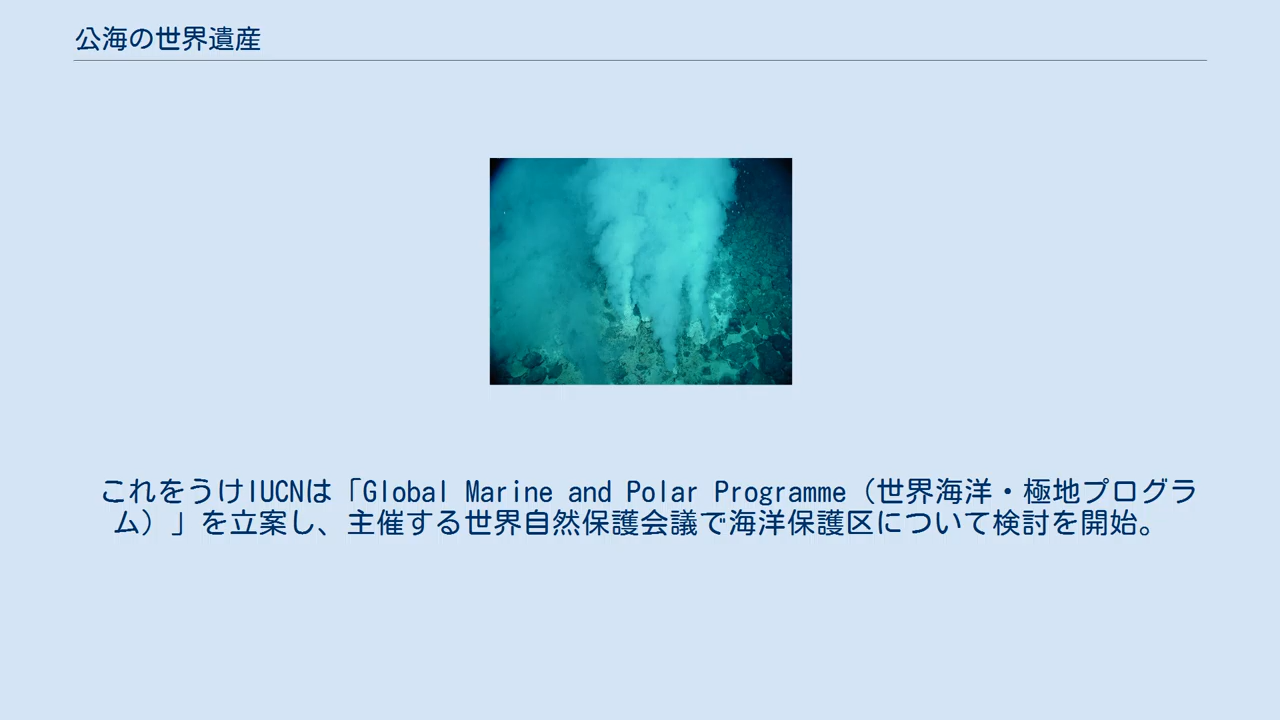 公海の世界遺産
これをうけIUCNは「Global Marine and Polar Programme（世界海洋・極地プログラ
ム）」を立案し、主催する世界自然保護会議で海洋保護区について検討を開始。